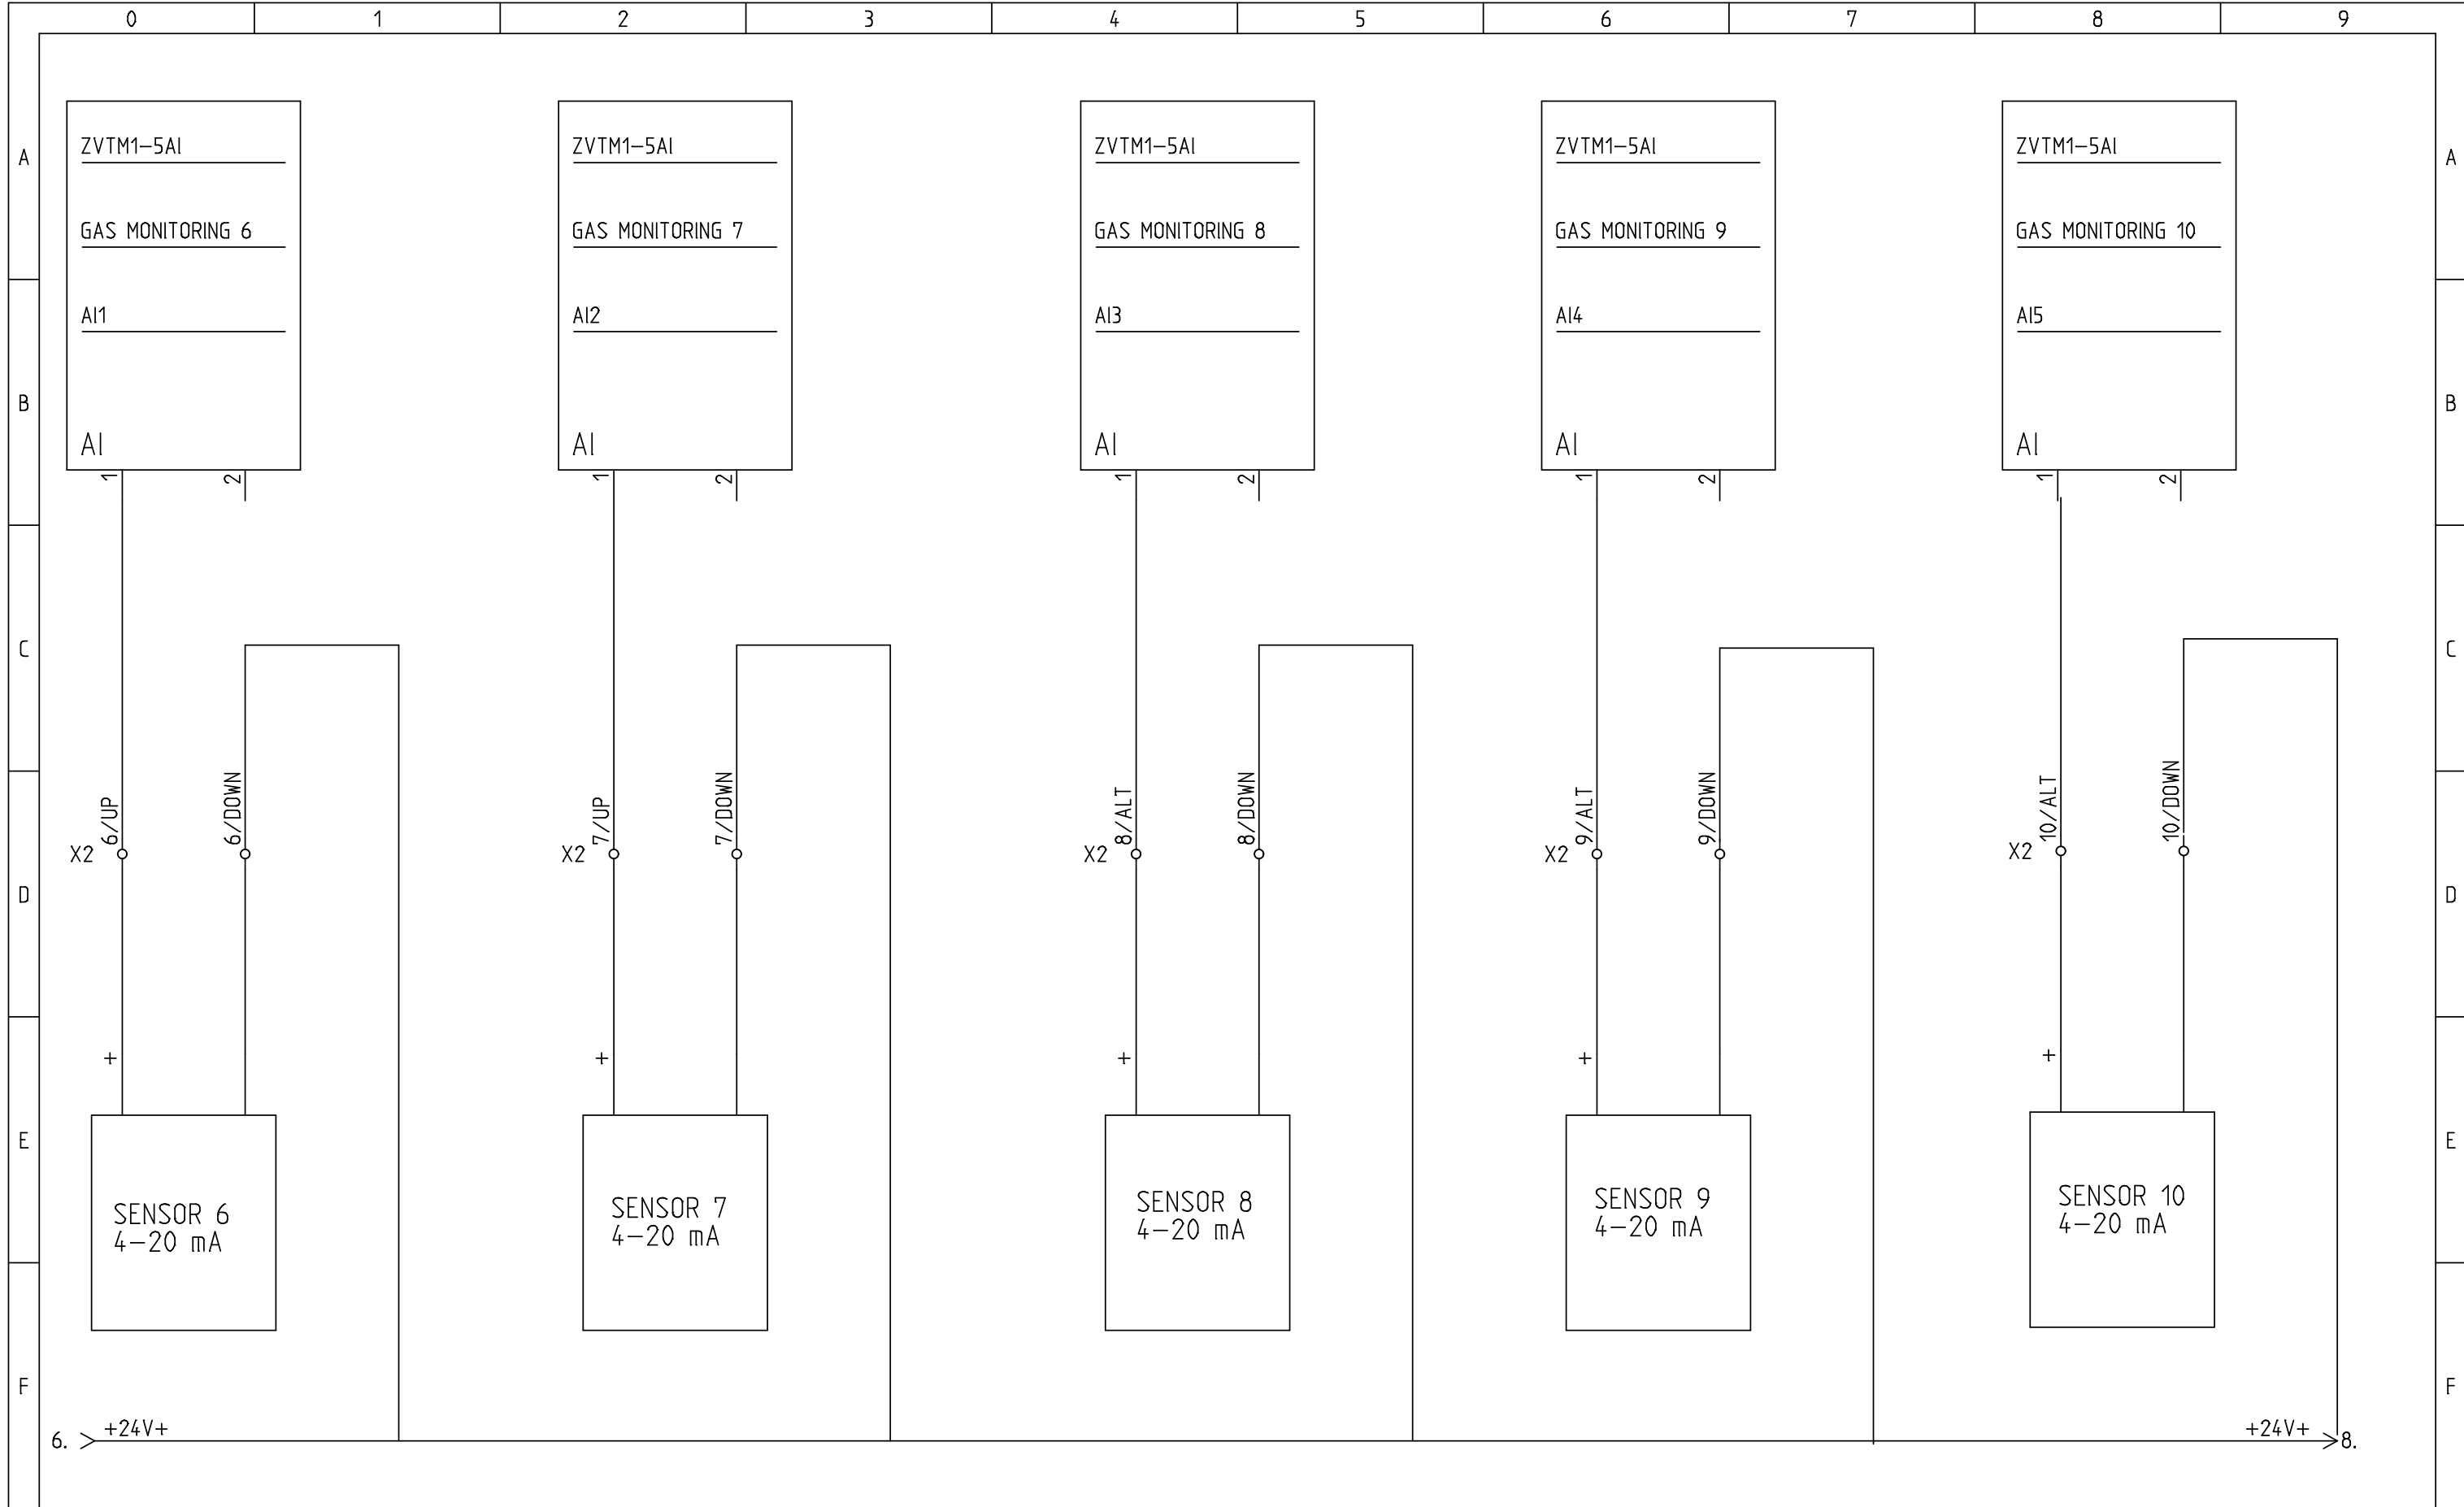 0 1 2 3 4 5 6 7 8 9
A ZVTM1-5AI ZVTM1-5AI ZVTM1-5AI ZVTM1-5AI ZVTM1-5AI A
GAS MONITORING 6 GAS MONITORING 7 GAS MONITORING 8 GAS MONITORING 9 GAS MONITORING 10
AI1 AI2 AI3 AI4 AI5
B B
AI AI AI AI AI
1 2 1 2 1 2 1 2 1 2
C C
6/UP 6/DOWN 7/UP 7/DOWN 8/ALT 8/DOWN 9/ALT 9/DOWN 10/ALT 10/DOWN
X2 X2 X2 X2 X2
D D
+ + + + +
E E
SENSOR 6 SENSOR 7 SENSOR 8 SENSOR 9 SENSOR 10
4-20 mA 4-20 mA 4-20 mA 4-20 mA 4-20 mA
F F
+24V+ +24V+
6. 8.